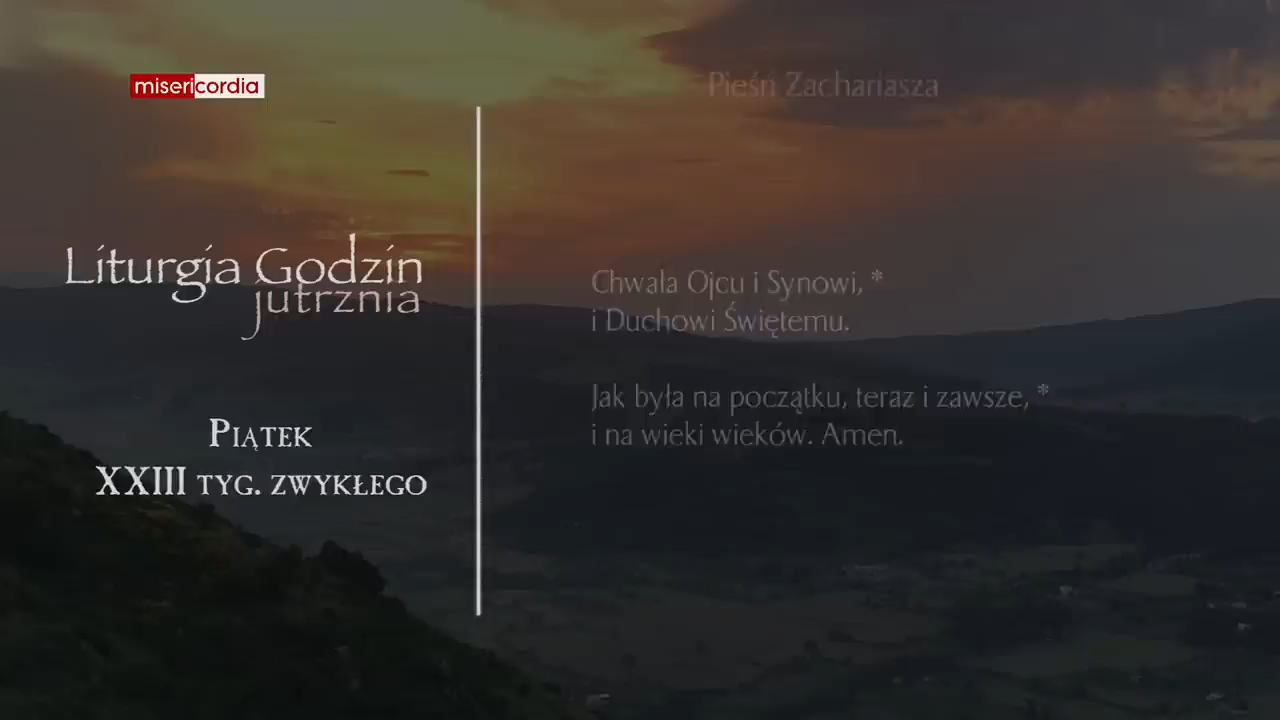 misericordia
Liturgia Godzin
jutrznia
Piątek
XXIII tyg. zwykłego
Pieśń Zachariasza
Chwała Ojcu i Synowi, *
i Duchowi Świętemu.
Jak była na początku, teraz i zawsze, *
i na wieki wieków. Amen.